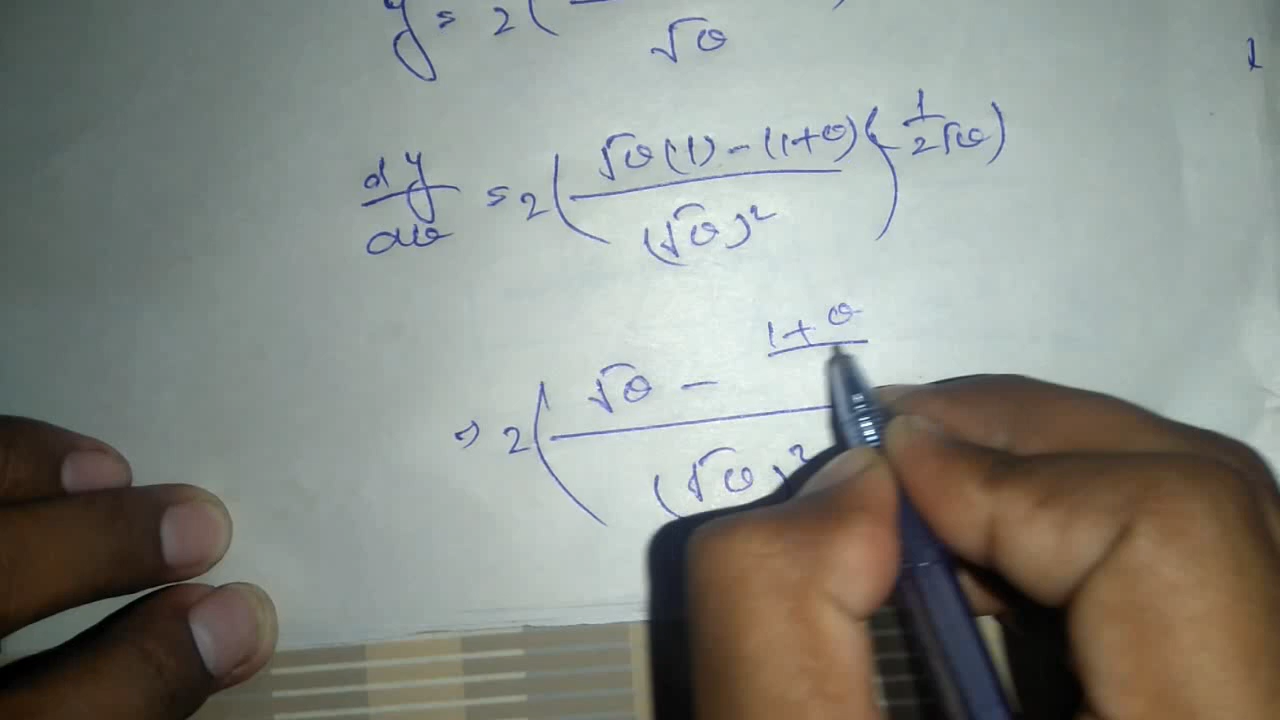 y = 2 (
√θ
dy/dθ = 2 ( √θ(1) - (1+θ) ( 1/2√θ ) / (√θ)² )
⇒ 2 ( √θ - 1+θ / (√θ)²